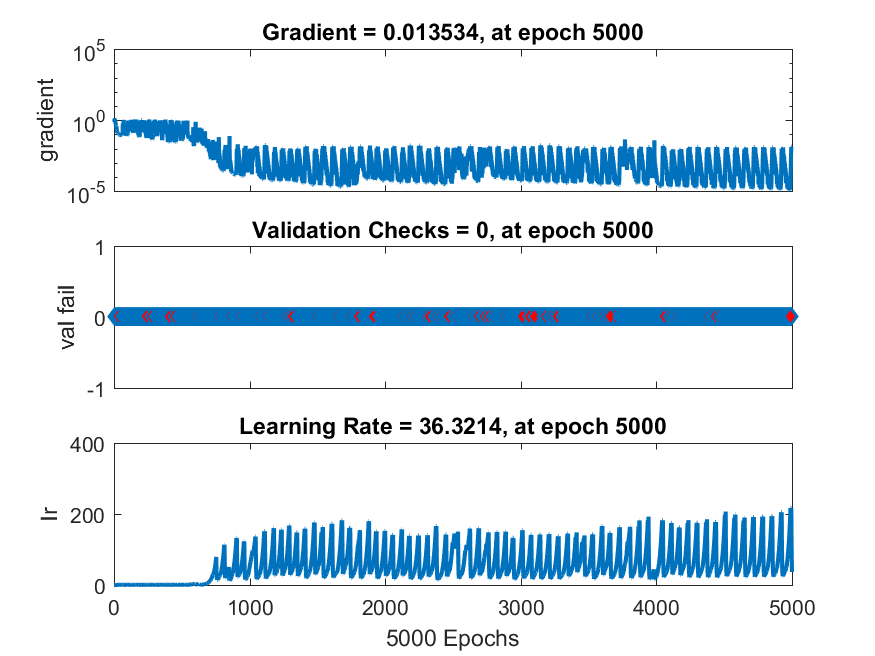 Gradient = 0.013534, at epoch 5000
10^5
10^0
10^-5
gradient
Validation Checks = 0, at epoch 5000
1
0
-1
val fail
Learning Rate = 36.3214, at epoch 5000
400
200
0
lr
0 1000 2000 3000 4000 5000
5000 Epochs